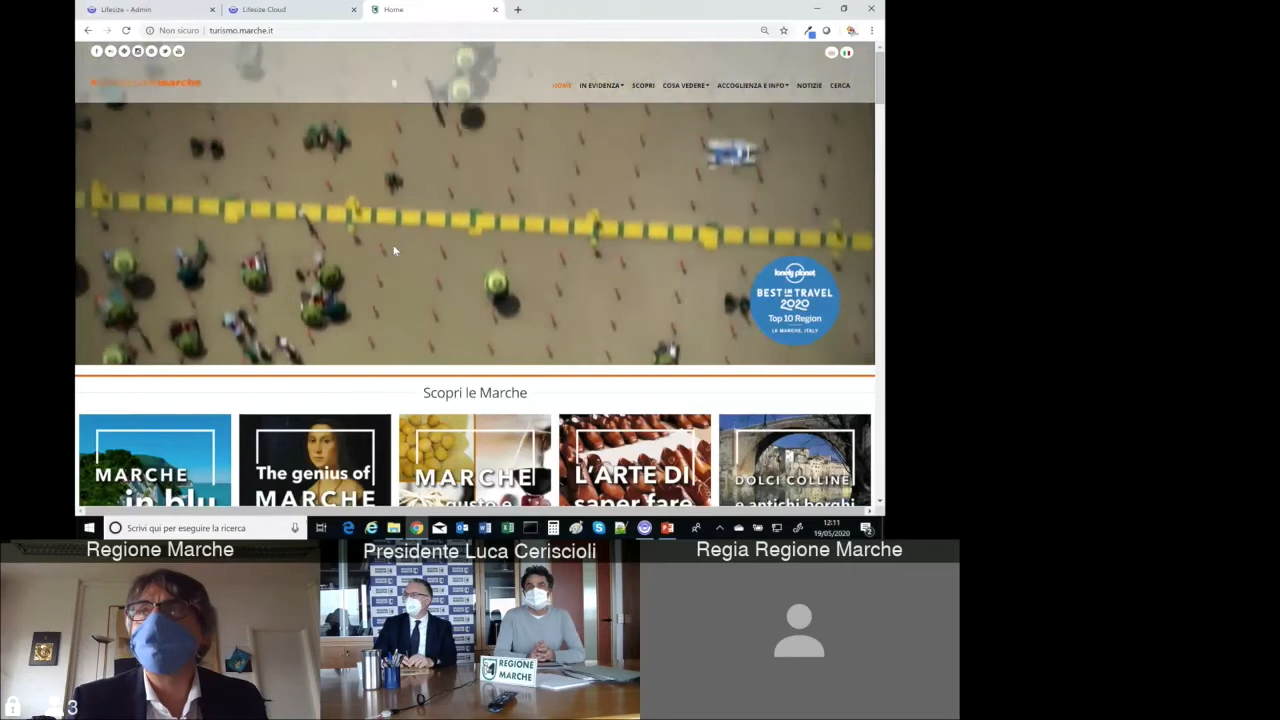 Lifesize - Admin
Lifesize Cloud
Home
Non sicuro
turismo.marche.it
marche
HOME
IN EVIDENZA
SCOPRI
COSA VEDERE
ACCOGLIENZA E INFO
NOTIZIE
CERCA
lonely planet
BEST IN TRAVEL
2020
Top 10 Region
LE MARCHE, ITALY
Scopri le Marche
MARCHE
in blu
The genius of
MARCHE
MARCHE
gusto e
L'ARTE DI
saper fare
DOLCI COLLINE
e antichi borghi
Scrivi qui per eseguire la ricerca
12:11
19/05/2020
2
Regione Marche
Presidente Luca Ceriscioli
Regia Regione Marche
REGIONE
MARCHE
3